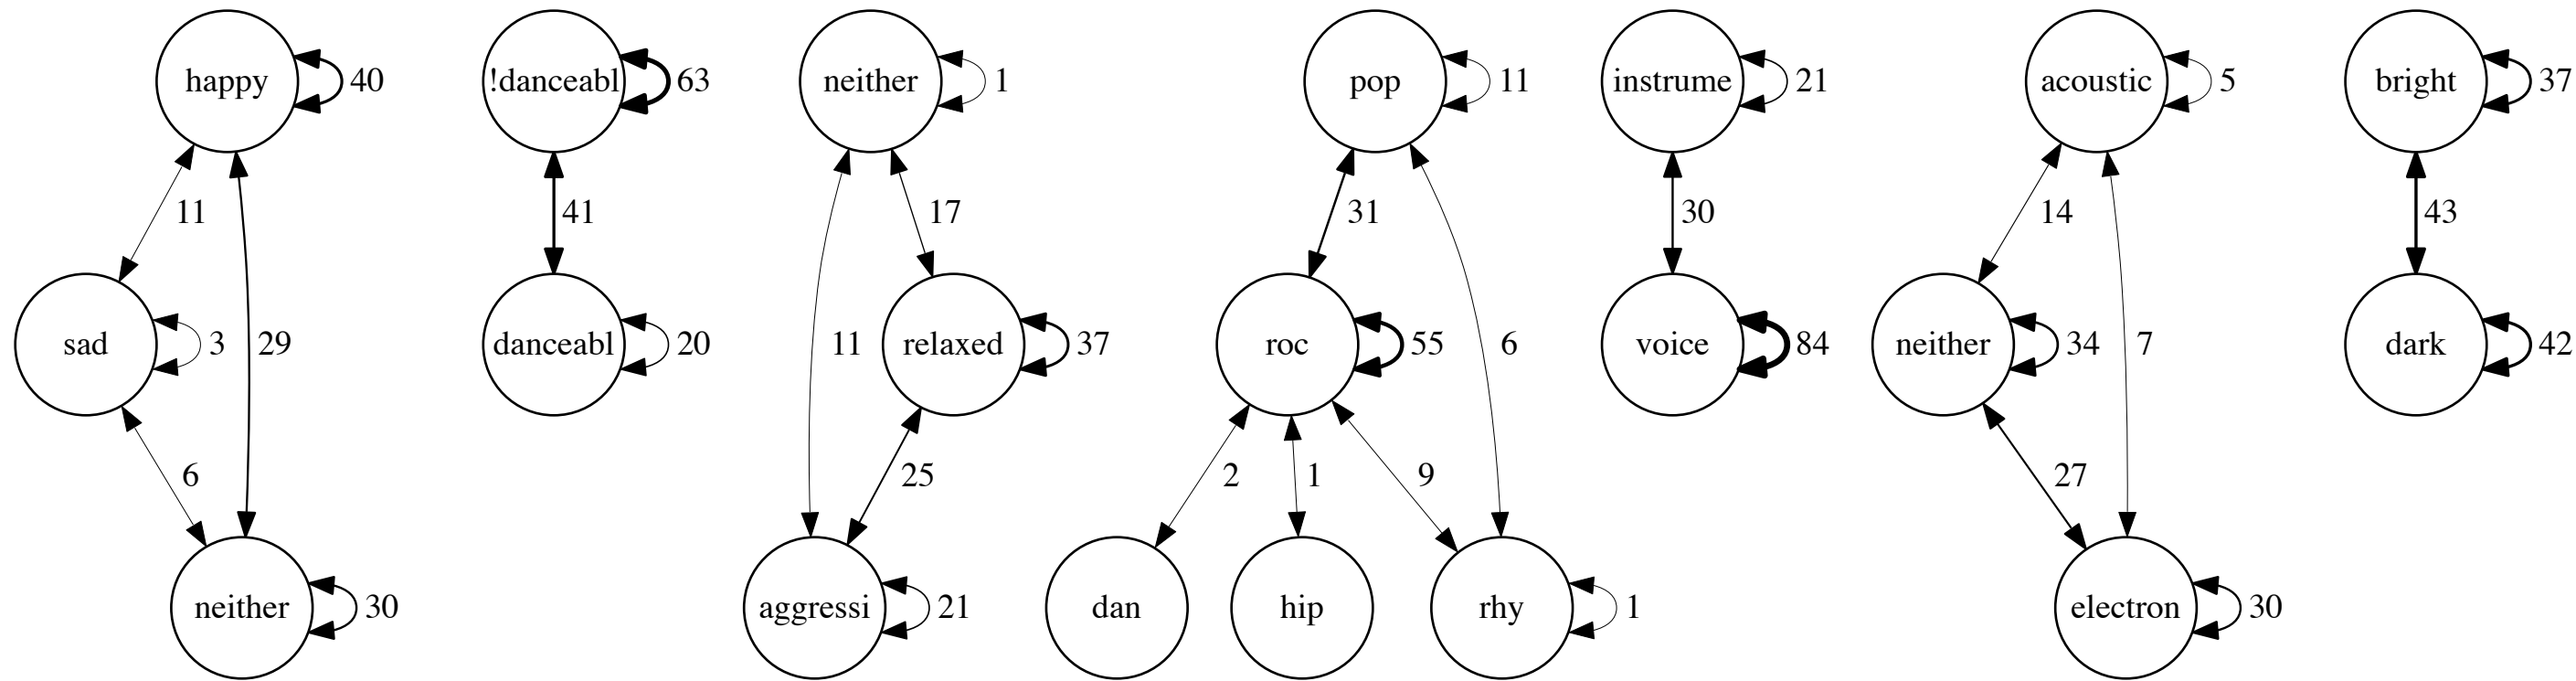 happy 40
!danceabl 63
neither 1
pop 11
instrume 21
acoustic 5
bright 37
11
41
17
31
30
14
43
sad 3
29
danceabl 20
11
relaxed 37
roc 55
6
voice 84
neither 34
7
dark 42
6
25
2
1
9
27
neither 30
aggressi 21
dan
hip
rhy 1
electron 30